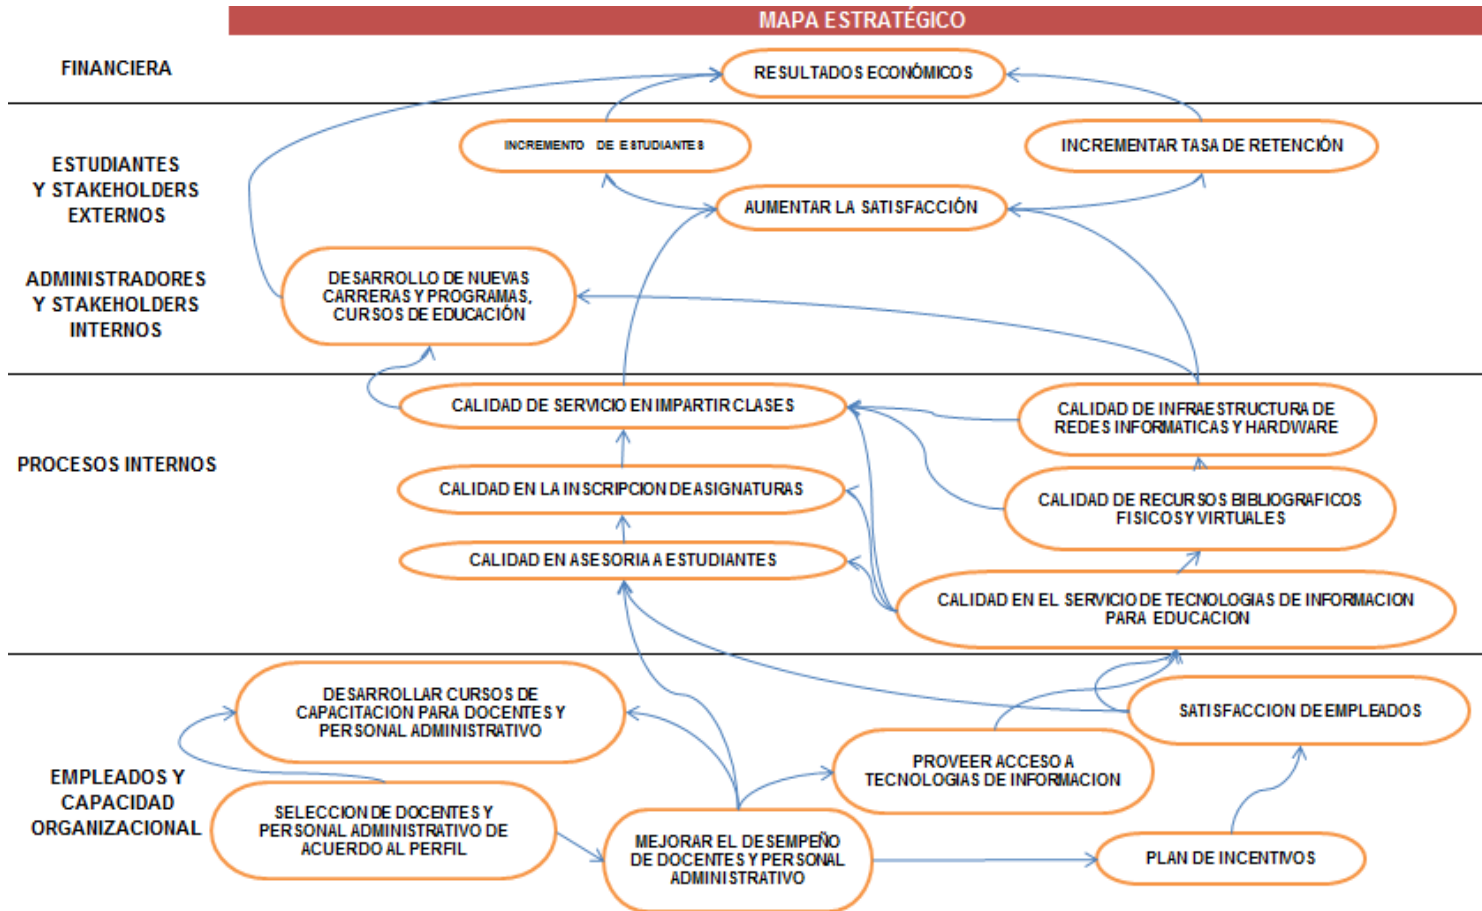 MAPA ESTRATÉGICO
FINANCIERA
RESULTADOS ECONÓMICOS
ESTUDIANTES
Y STAKEHOLDERS
EXTERNOS
INCREMENTO DE ESTUDIANTES
INCREMENTAR TASA DE RETENCIÓN
AUMENTAR LA SATISFACCIÓN
ADMINISTRADORES
Y STAKEHOLDERS
INTERNOS
DESARROLLO DE NUEVAS
CARRERAS Y PROGRAMAS,
CURSOS DE EDUCACIÓN
PROCESOS INTERNOS
CALIDAD DE SERVICIO EN IMPARTIR CLASES
CALIDAD DE INFRAESTRUCTURA DE
REDES INFORMATICAS Y HARDWARE
CALIDAD EN LA INSCRIPCION DE ASIGNATURAS
CALIDAD DE RECURSOS BIBLIOGRAFICOS
FISICOS Y VIRTUALES
CALIDAD EN ASESORIA A ESTUDIANTES
CALIDAD EN EL SERVICIO DE TECNOLOGIAS DE INFORMACION
PARA EDUCACION
EMPLEADOS Y
CAPACIDAD
ORGANIZACIONAL
DESARROLLAR CURSOS DE
CAPACITACION PARA DOCENTES Y
PERSONAL ADMINISTRATIVO
SATISFACCION DE EMPLEADOS
PROVEER ACCESO A
TECNOLOGIAS DE INFORMACION
SELECCION DE DOCENTES Y
PERSONAL ADMINISTRATIVO DE
ACUERDO AL PERFIL
MEJORAR EL DESEMPEÑO
DE DOCENTES Y PERSONAL
ADMINISTRATIVO
PLAN DE INCENTIVOS